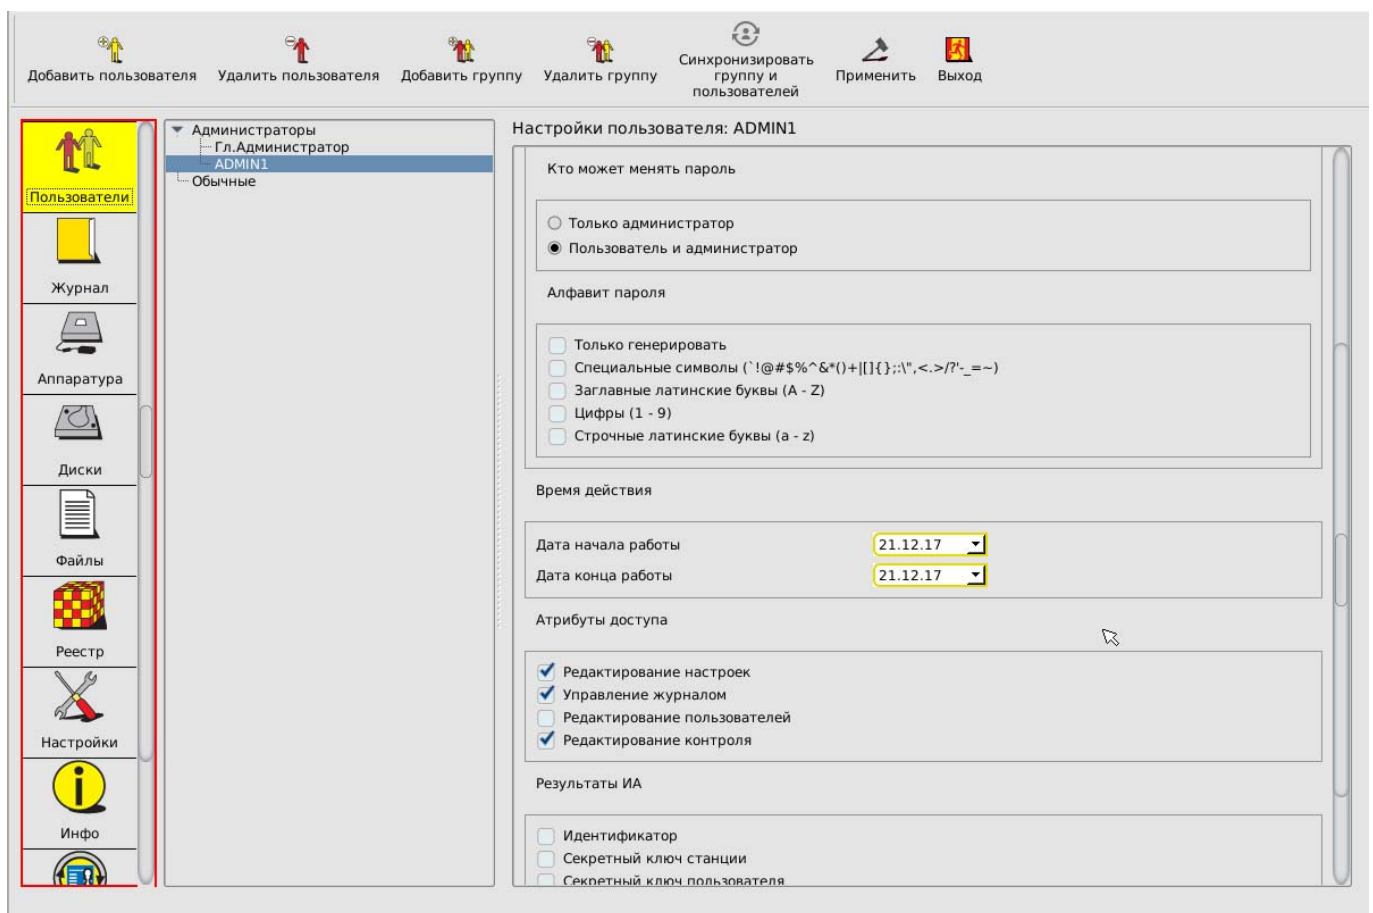 Добавить пользователя
Удалить пользователя
Добавить группу
Удалить группу
Синхронизировать
группу и
пользователей
Применить
Выход
Пользователи
Журнал
Аппаратура
Диски
Файлы
Реестр
Настройки
Инфо
Администраторы
Гл.Администратор
ADMIN1
Обычные
Настройки пользователя: ADMIN1
Кто может менять пароль
Только администратор
Пользователь и администратор
Алфавит пароля
Только генерировать
Специальные символы (`!@#$%^&*()+|[]{};:\",<.>/?'-_=~)
Заглавные латинские буквы (A - Z)
Цифры (1 - 9)
Строчные латинские буквы (a - z)
Время действия
Дата начала работы 21.12.17
Дата конца работы 21.12.17
Атрибуты доступа
Редактирование настроек
Управление журналом
Редактирование пользователей
Редактирование контроля
Результаты ИА
Идентификатор
Секретный ключ станции
Секретный ключ пользователя